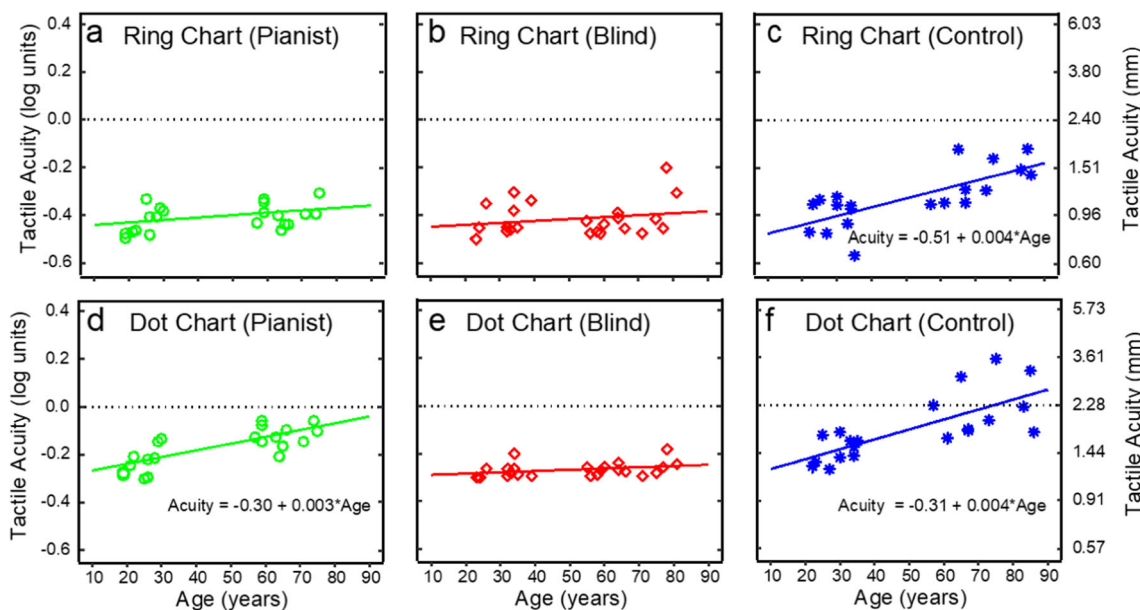 a Ring Chart (Pianist)
b Ring Chart (Blind)
c Ring Chart (Control)
Tactile Acuity (log units)
0.4
0.2
0.0
-0.2
-0.4
-0.6
6.03
3.80
2.40
1.51
0.96
0.60
Tactile Acuity (mm)
Acuity = -0.51 + 0.004*Age
d Dot Chart (Pianist)
e Dot Chart (Blind)
f Dot Chart (Control)
Tactile Acuity (log units)
0.4
0.2
0.0
-0.2
-0.4
-0.6
5.73
3.61
2.28
1.44
0.91
0.57
Tactile Acuity (mm)
Acuity = -0.30 + 0.003*Age
Acuity = -0.31 + 0.004*Age
10 20 30 40 50 60 70 80 90
10 20 30 40 50 60 70 80 90
10 20 30 40 50 60 70 80 90
Age (years)
Age (years)
Age (years)